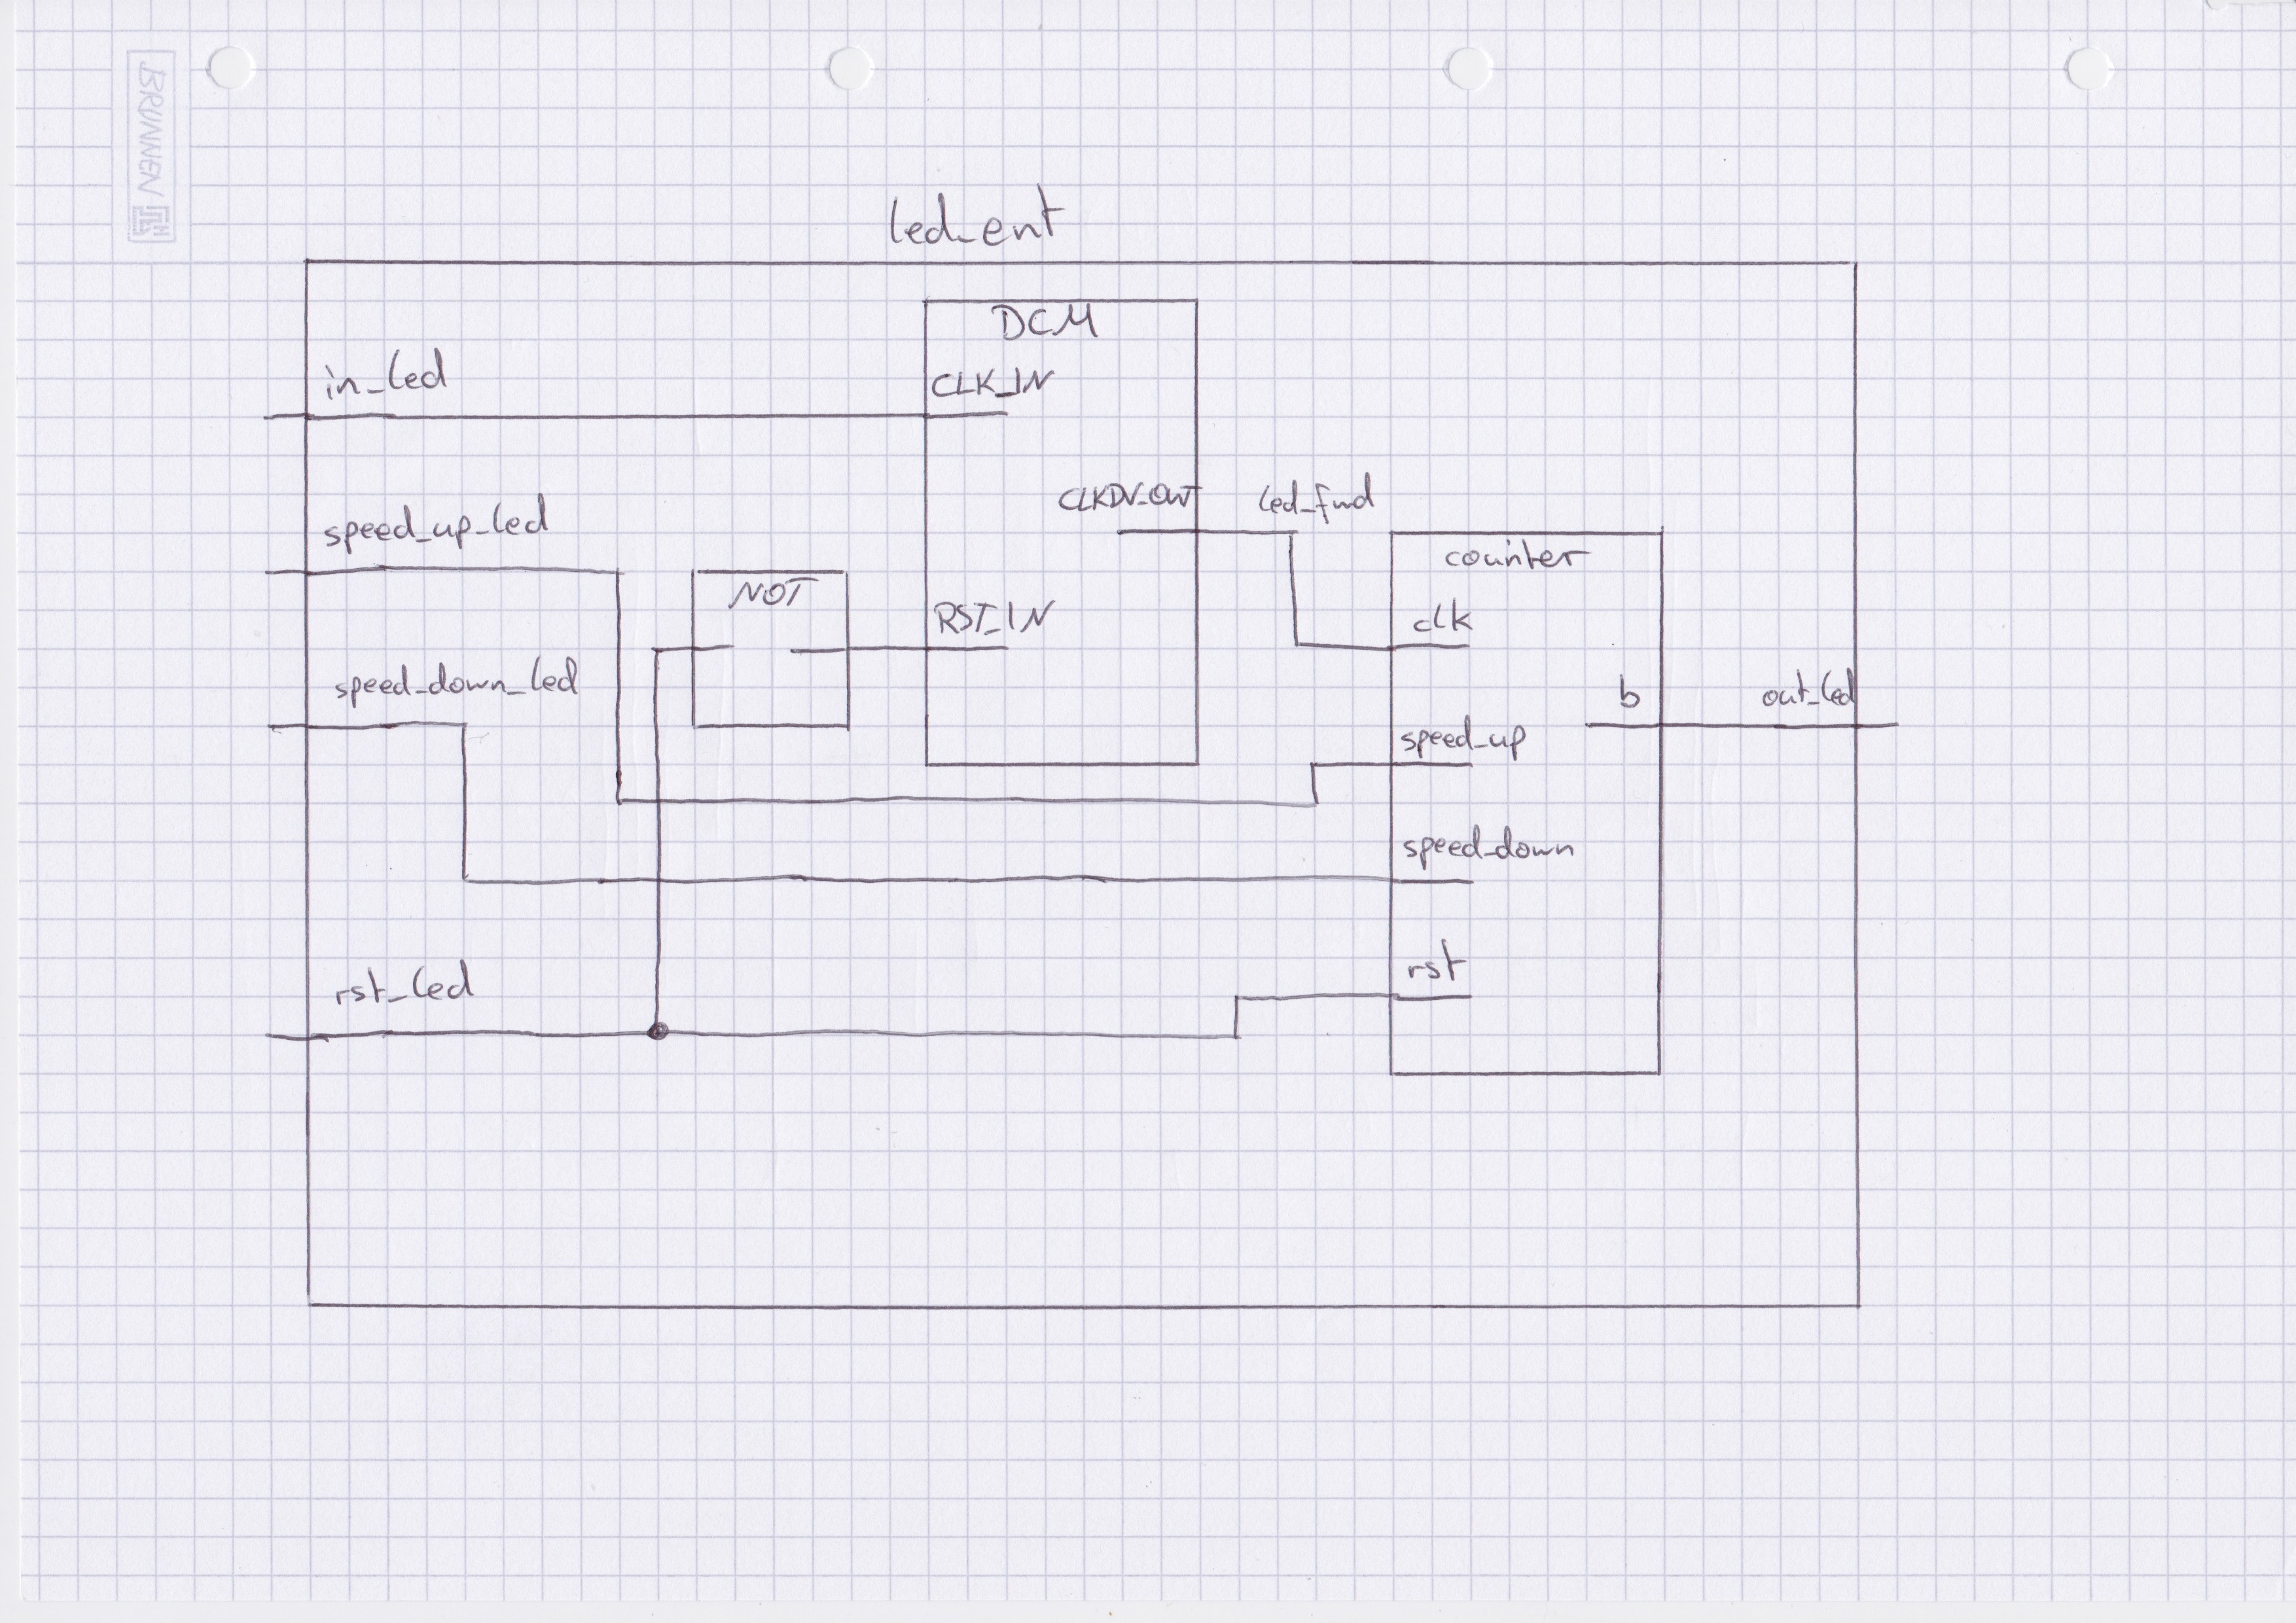 BRUNNEN
led_ent
DCM
in_led
CLK_IN
speed_up_led
CLKDV_OUT
led_fwd
counter
NOT
RST_IN
clk
speed_down_led
b
out_led
speed_up
speed_down
rst
rst_led